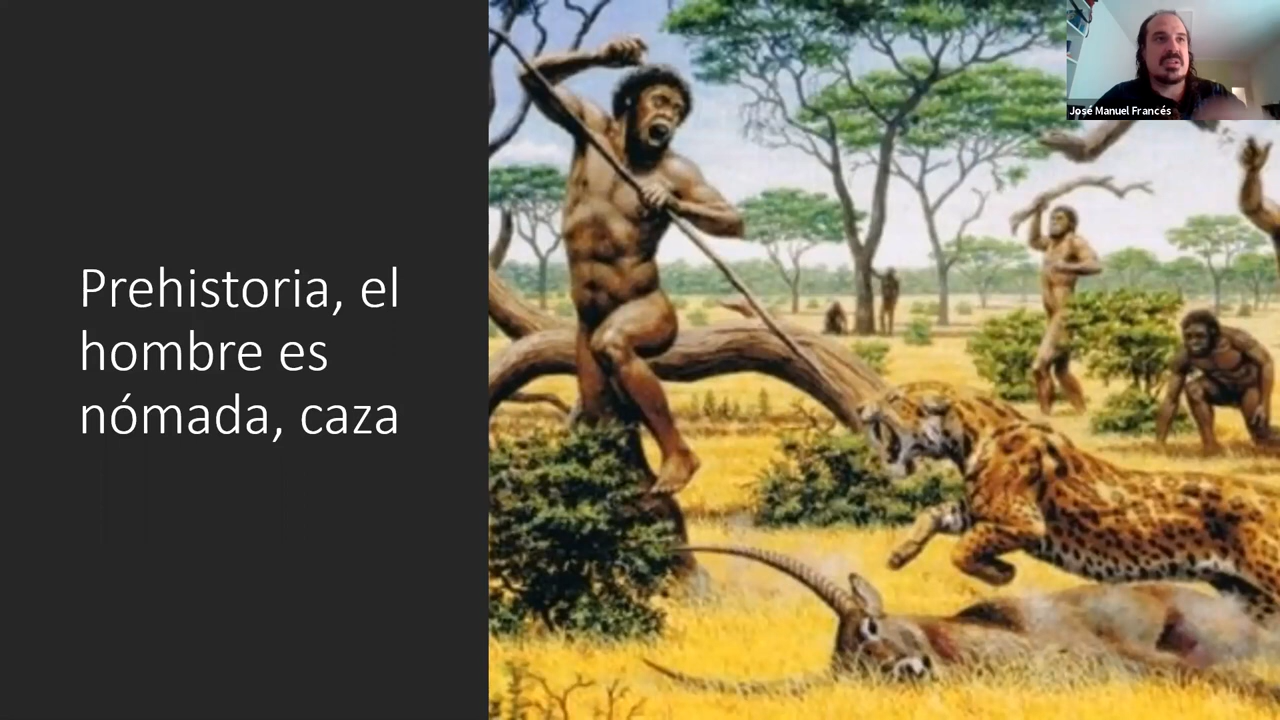 Prehistoria, el
hombre es
nómada, caza
José Manuel Francés